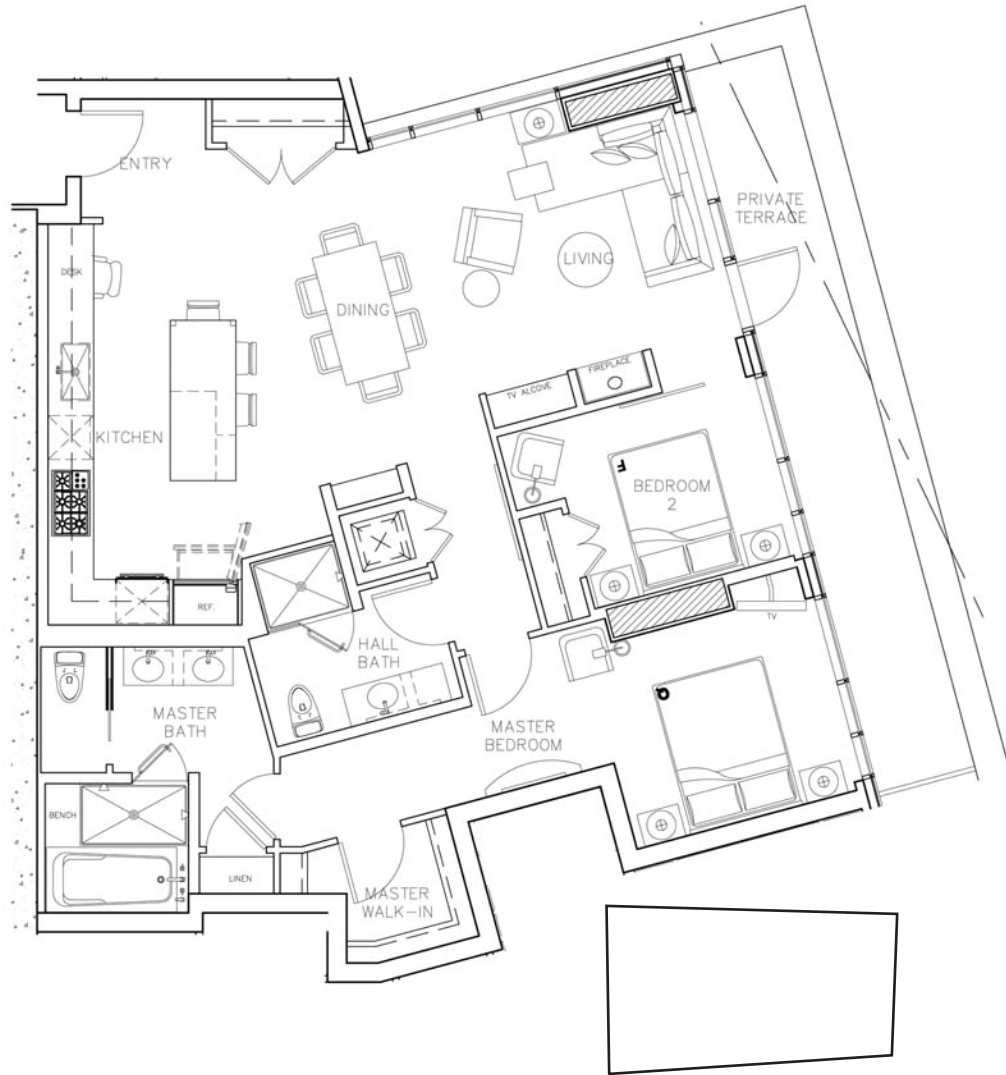 ENTRY
PRIVATE
TERRACE
LIVING
DESK
DINING
FIREPLACE
TV ALCOVE
KITCHEN
F
BEDROOM
2
REF.
TV
HALL
BATH
Q
MASTER
BATH
MASTER
BEDROOM
BENCH
LINEN
MASTER
WALK-IN